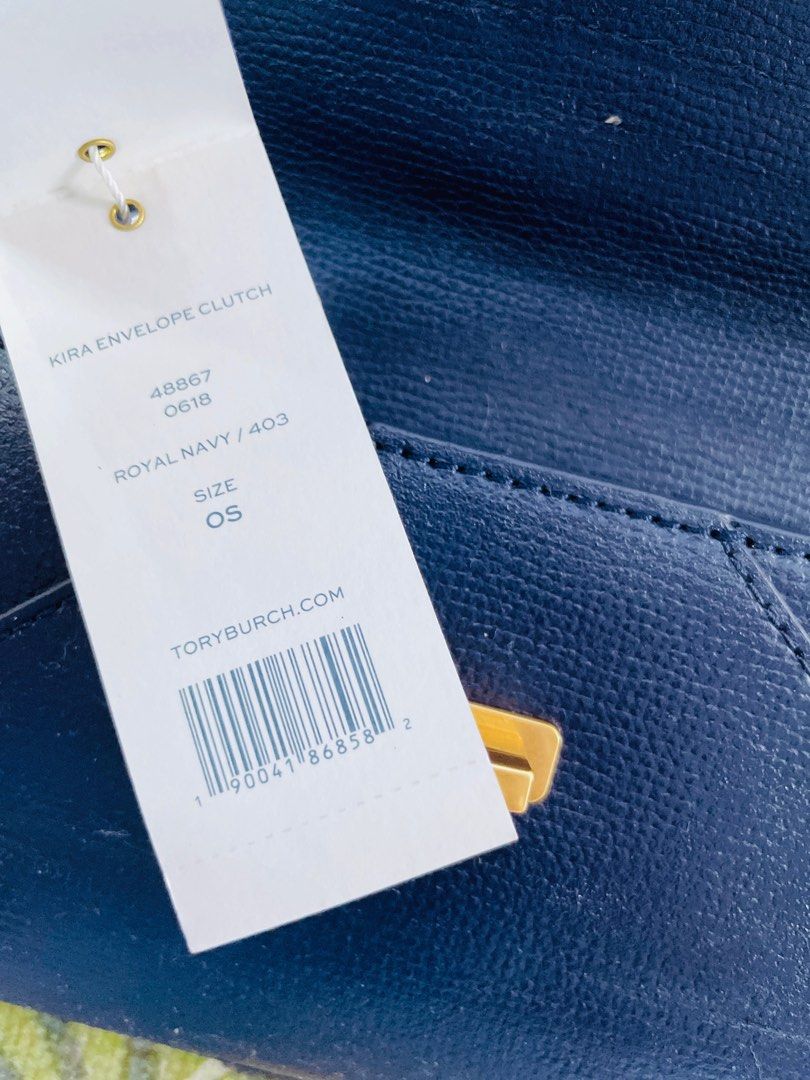 KIRA ENVELOPE CLUTCH
48867
0618
ROYAL NAVY / 403
SIZE
OS
TORYBURCH.COM
1 90041 86858 2